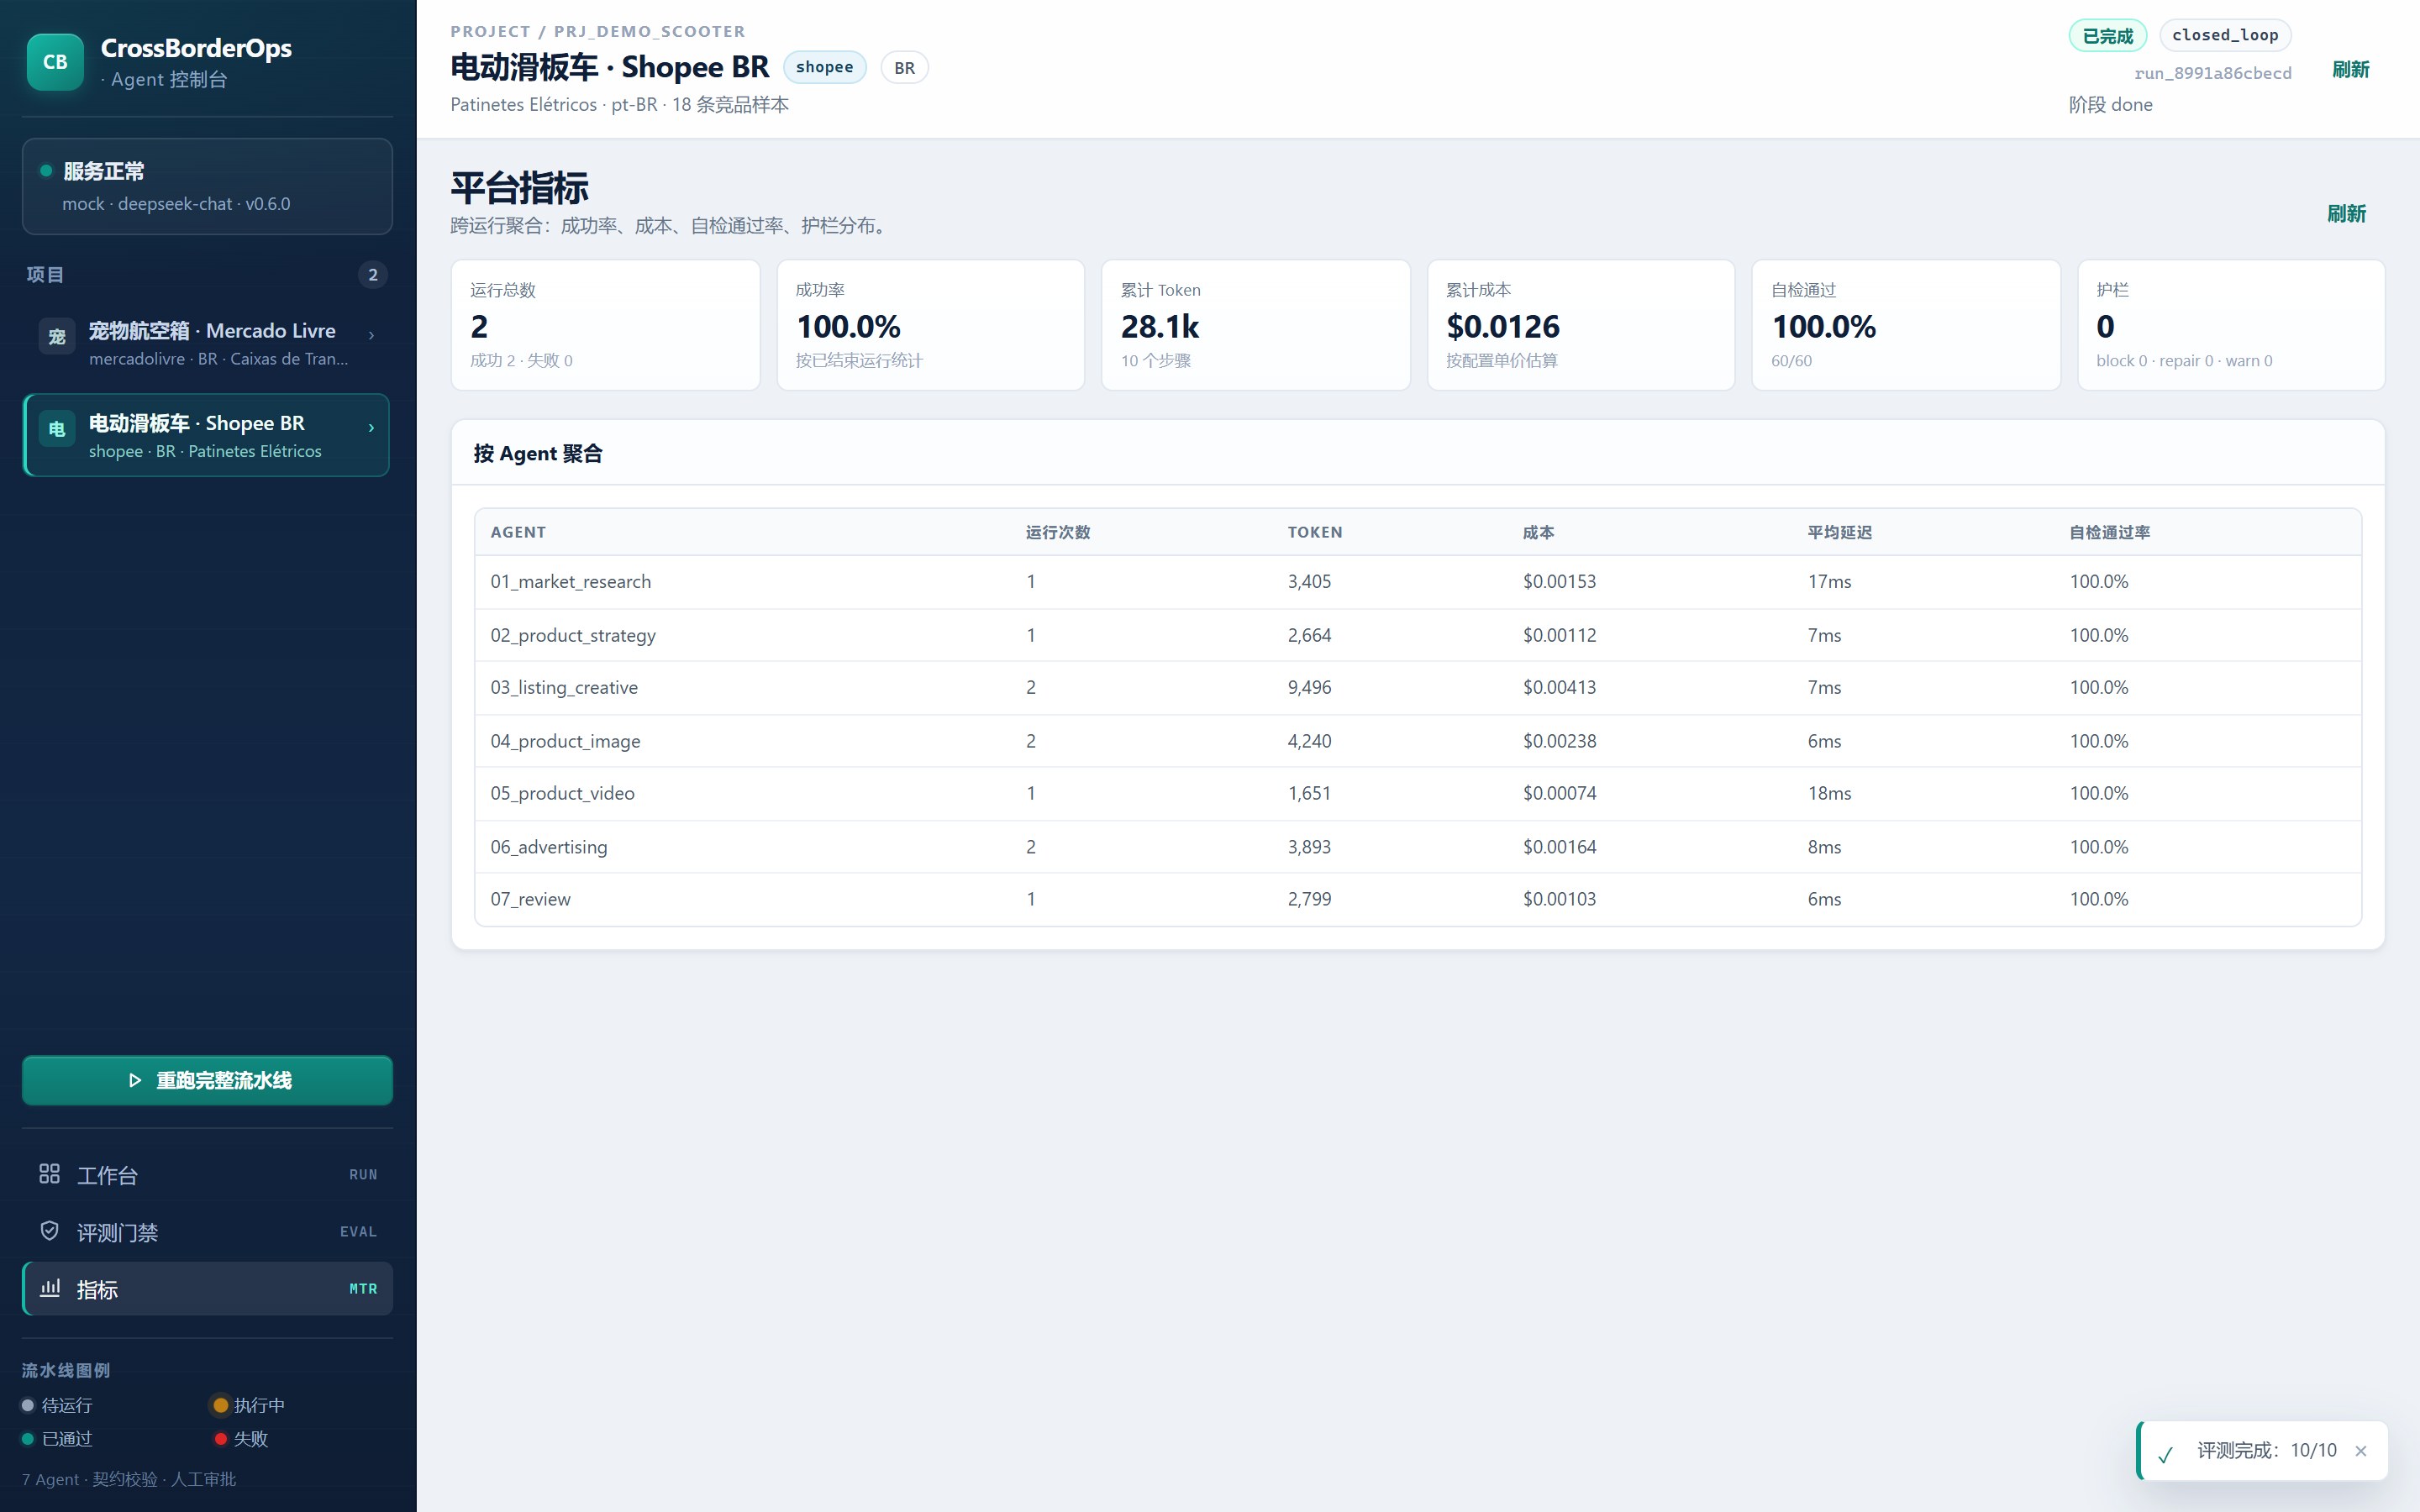 CB
CrossBorderOps
· Agent 控制台
服务正常
mock · deepseek-chat · v0.6.0
项目
2
宠
宠物航空箱 · Mercado Livre
mercadolivre · BR · Caixas de Tran...
电
电动滑板车 · Shopee BR
shopee · BR · Patinetes Elétricos
重跑完整流水线
工作台 RUN
评测门禁 EVAL
指标 MTR
流水线图例
待运行 执行中
已通过 失败
7 Agent · 契约校验 · 人工审批
PROJECT / PRJ_DEMO_SCOOTER
电动滑板车 · Shopee BR shopee BR
Patinetes Elétricos · pt-BR · 18 条竞品样本
已完成 closed_loop
run_8991a86cbecd
阶段 done
刷新
平台指标
跨运行聚合：成功率、成本、自检通过率、护栏分布。
刷新
运行总数
2
成功 2 · 失败 0
成功率
100.0%
按已结束运行统计
累计 Token
28.1k
10 个步骤
累计成本
$0.0126
按配置单价估算
自检通过
100.0%
60/60
护栏
0
block 0 · repair 0 · warn 0
按 Agent 聚合
AGENT 运行次数 TOKEN 成本 平均延迟 自检通过率
01_market_research 1 3,405 $0.00153 17ms 100.0%
02_product_strategy 1 2,664 $0.00112 7ms 100.0%
03_listing_creative 2 9,496 $0.00413 7ms 100.0%
04_product_image 2 4,240 $0.00238 6ms 100.0%
05_product_video 1 1,651 $0.00074 18ms 100.0%
06_advertising 2 3,893 $0.00164 8ms 100.0%
07_review 1 2,799 $0.00103 6ms 100.0%
评测完成：10/10